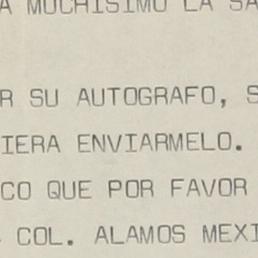 A MUCHISIMO LA SA
R SU AUTOGRAFO, S
IERA ENVIARMELO.
CO QUE POR FAVOR
COL. ALAMOS MEXI